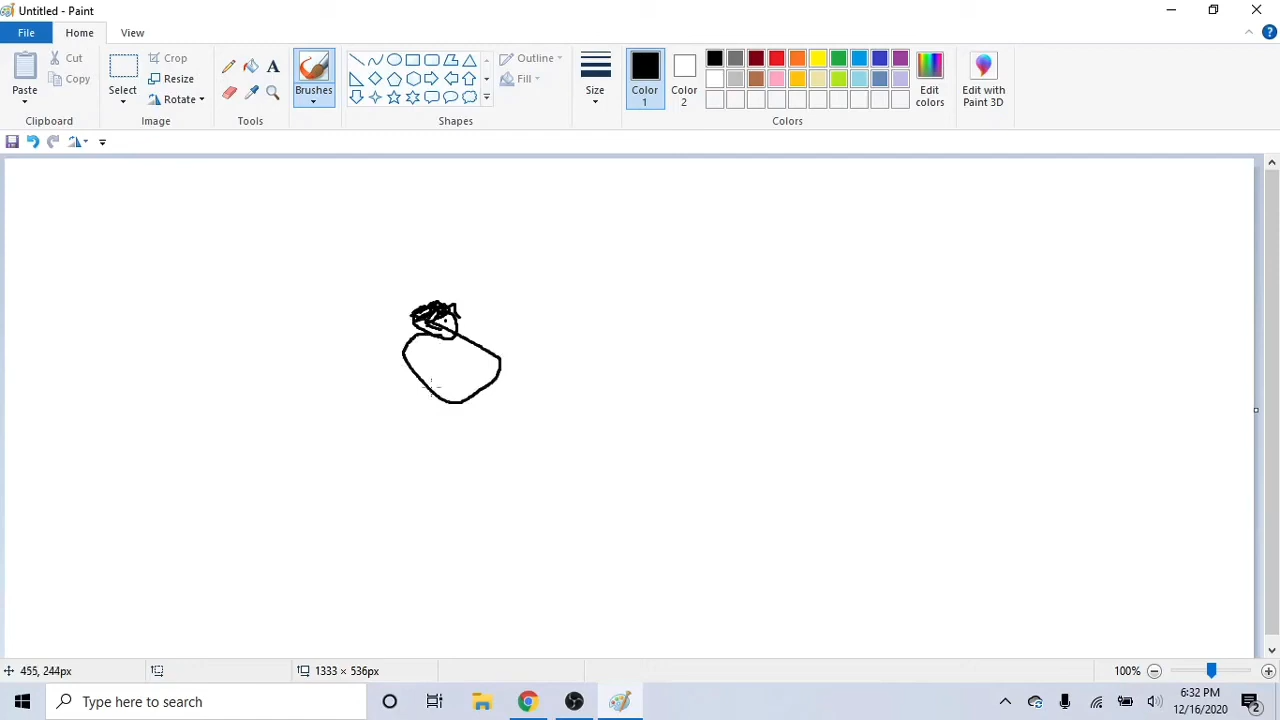 Untitled - Paint
File
Home
View
Paste
Cut
Copy
Clipboard
Select
Crop
Resize
Rotate
Image
A
Tools
Brushes
Shapes
Outline
Fill
Size
Color 1
Color 2
Colors
Edit colors
Edit with Paint 3D
455, 244px
1333 × 536px
100%
Type here to search
6:32 PM
12/16/2020
2